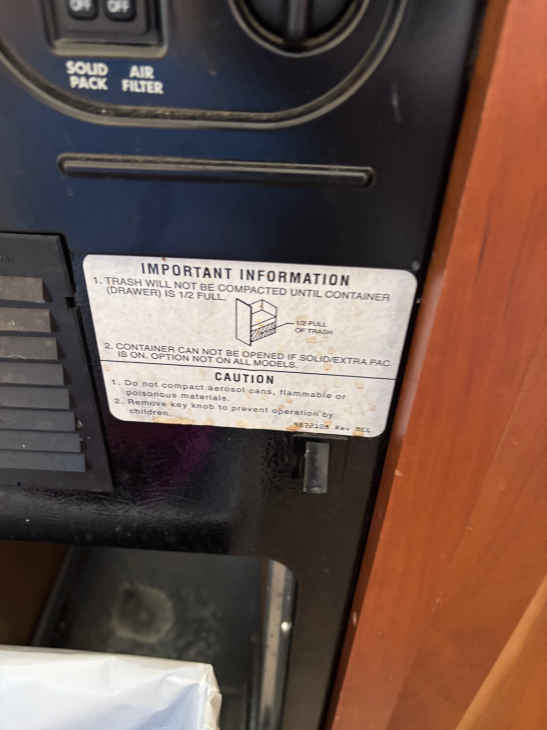 OFF OFF
SOLID AIR
PACK FILTER
IMPORTANT INFORMATION
1. TRASH WILL NOT BE COMPACTED UNTIL CONTAINER
(DRAWER) IS 1/2 FULL.
1/2 FULL
OF TRASH
2. CONTAINER CAN NOT BE OPENED IF SOLID/EXTRA PAC
IS ON. OPTION NOT ON ALL MODELS.
CAUTION
1. Do not compact aerosol cans, flammable or
poisonous materials.
2. Remove key knob to prevent operation by
children.
Rev